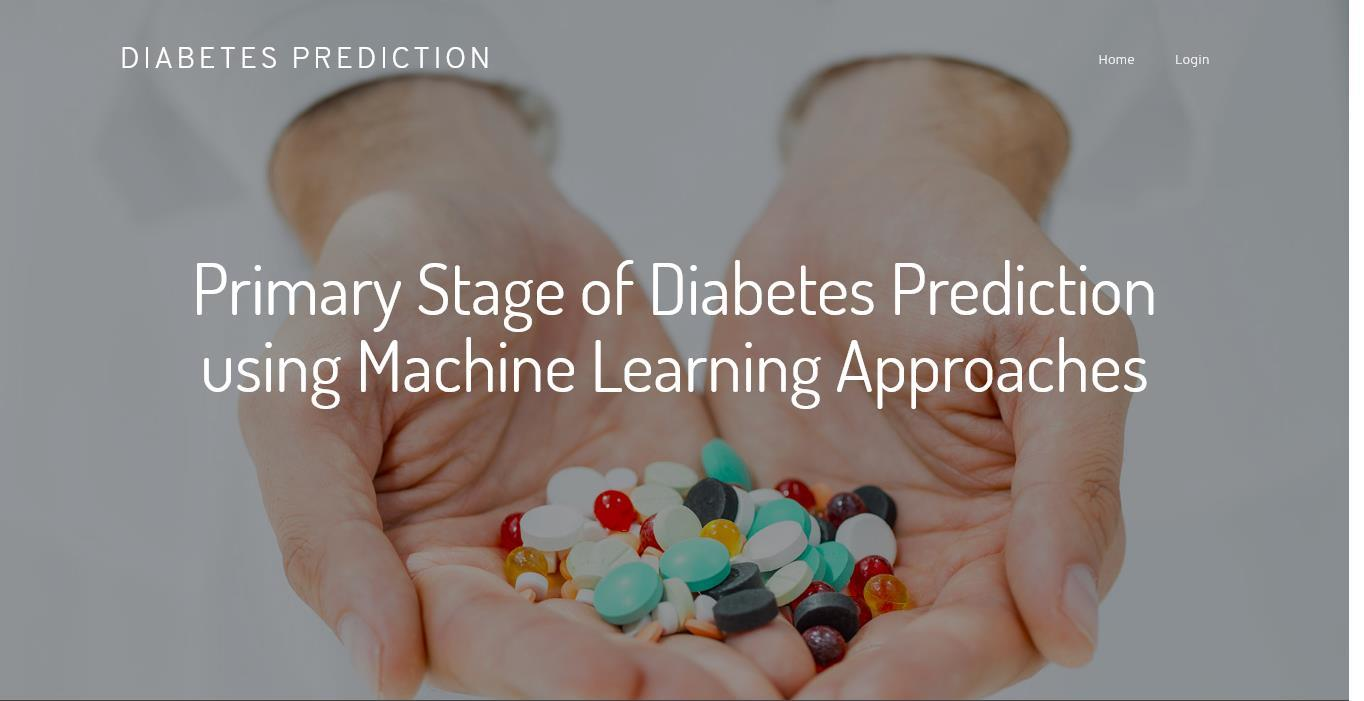 DIABETES PREDICTION
Home Login
Primary Stage of Diabetes Prediction
using Machine Learning Approaches